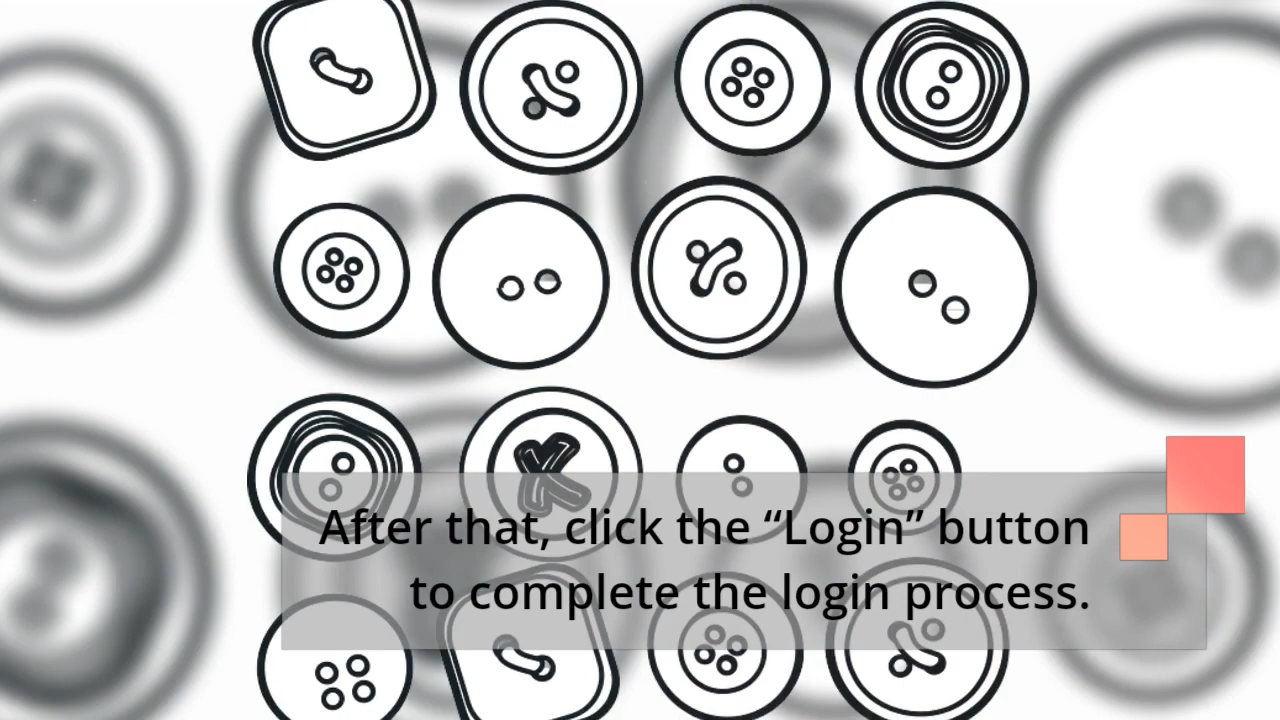 After that, click the “Login” button
to complete the login process.